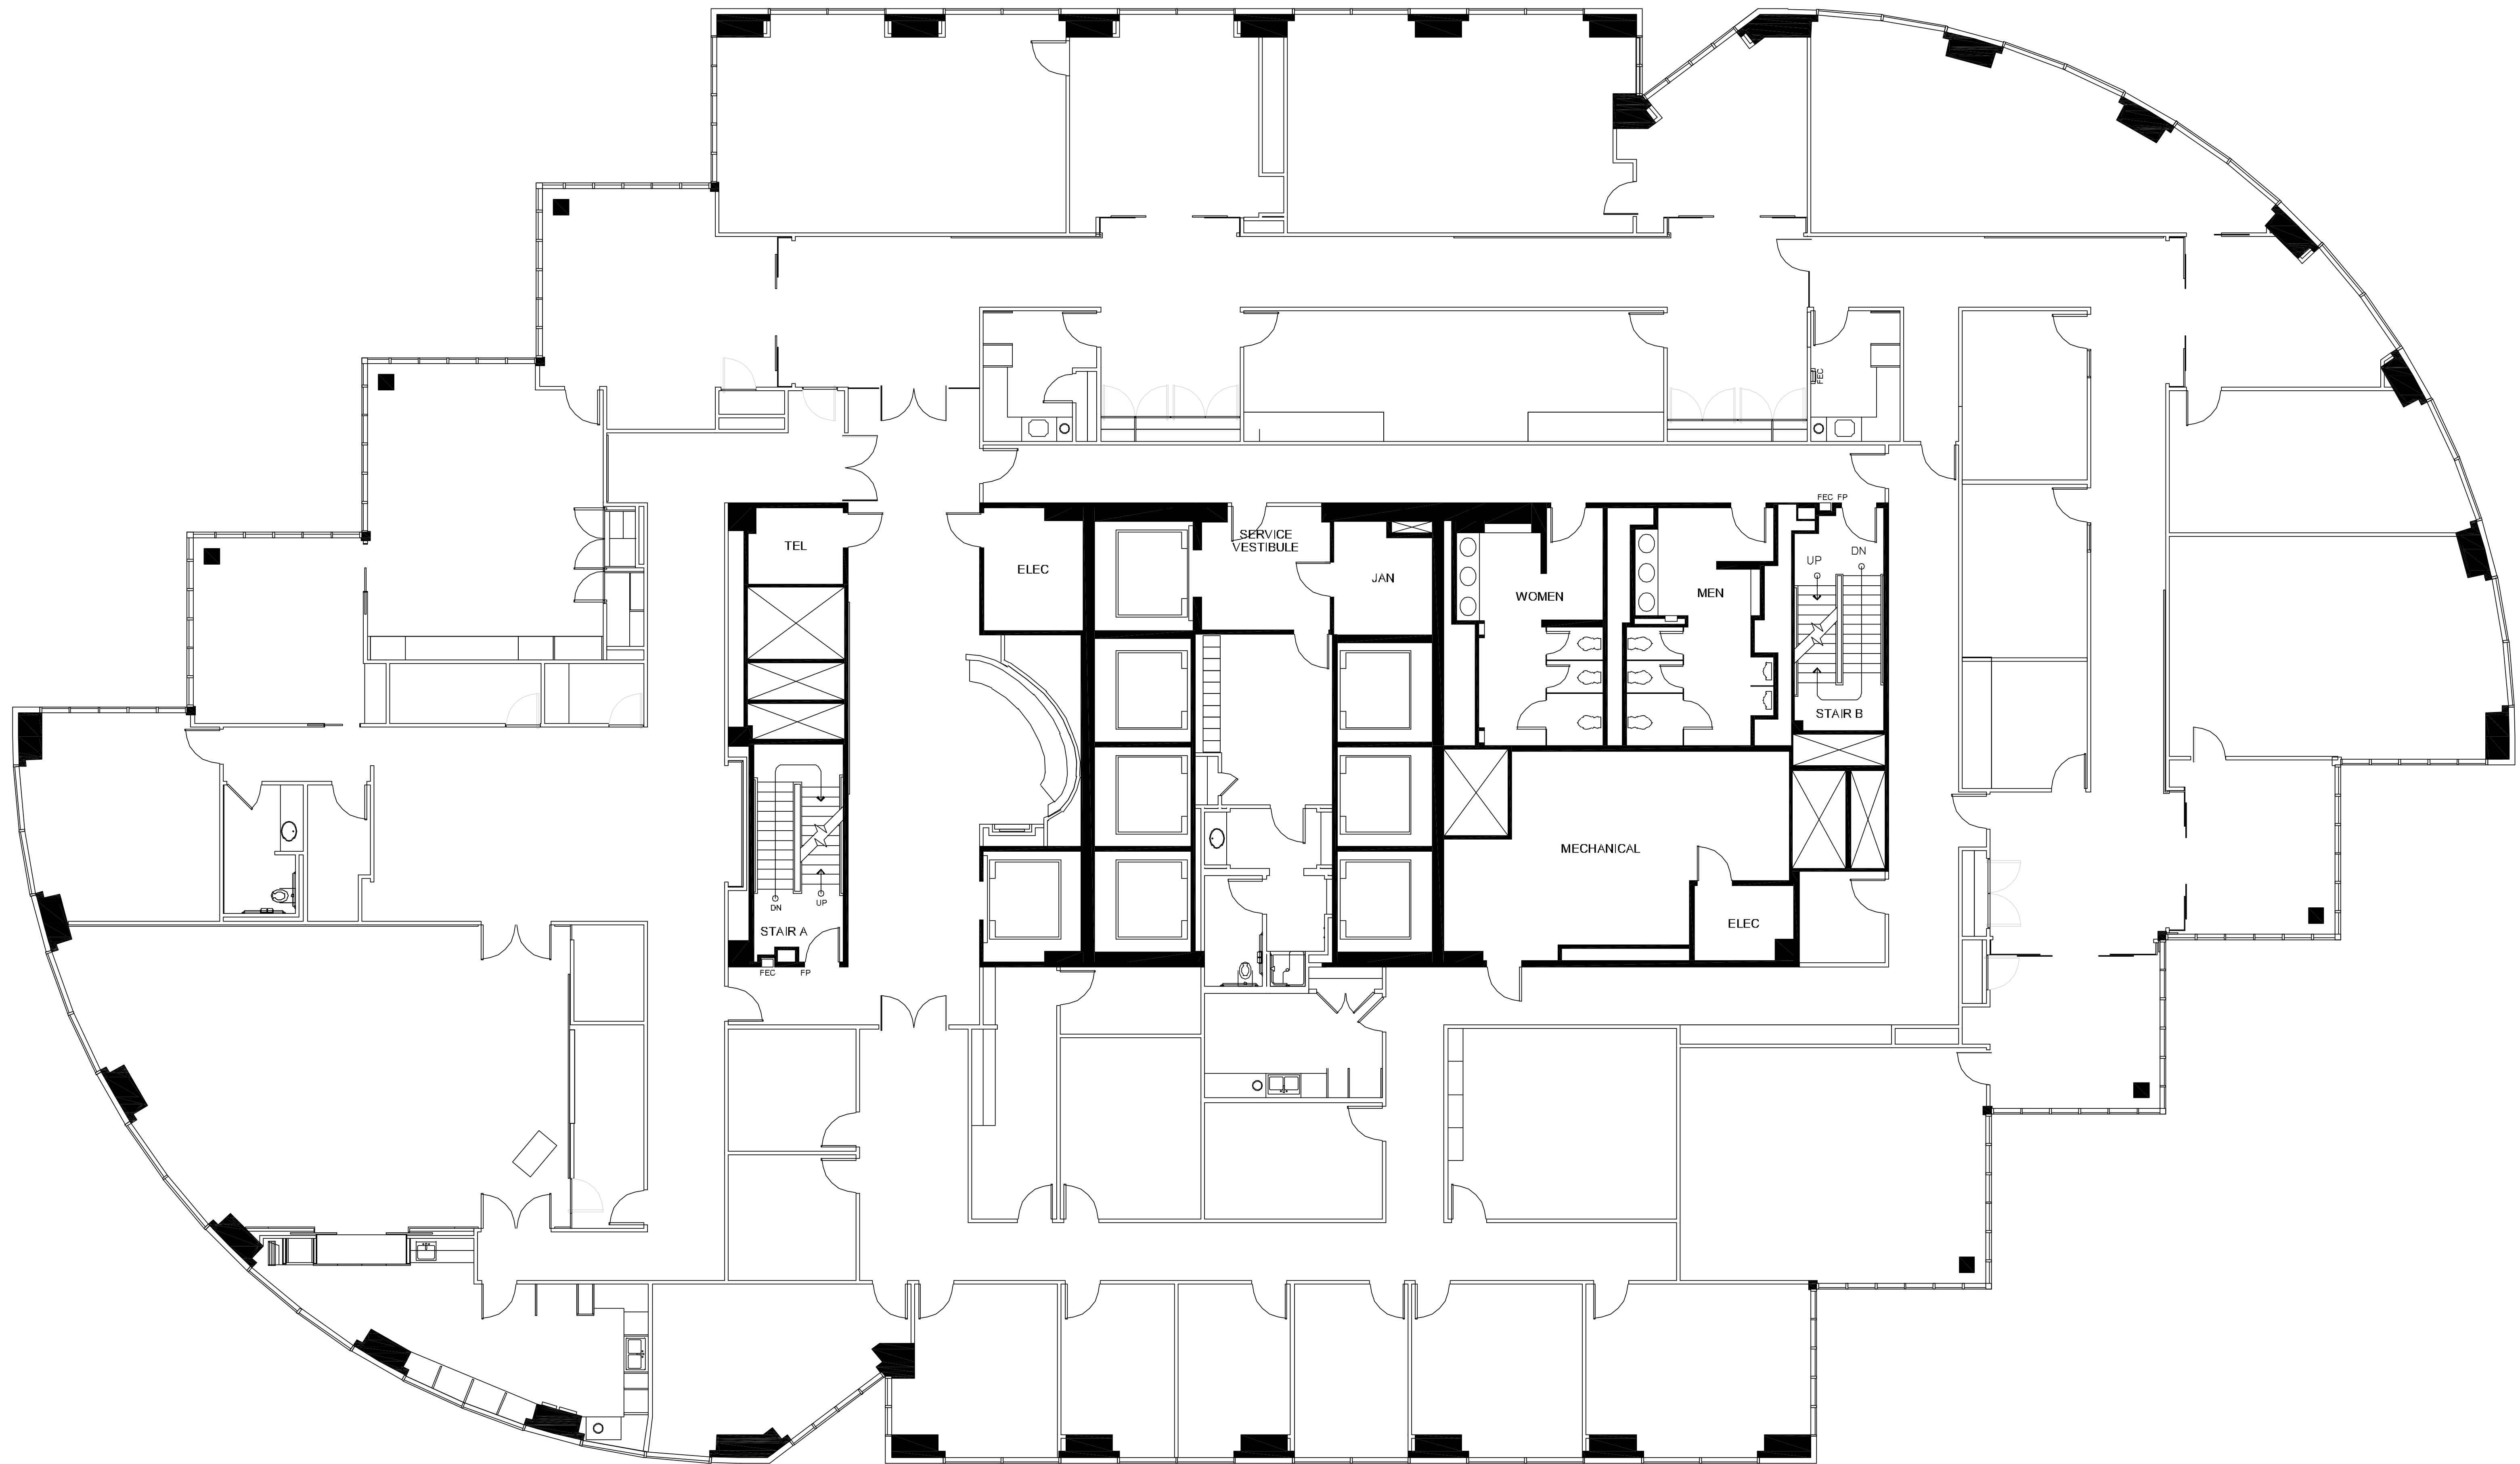 FEC
FEC FP
TEL
SERVICE
VESTIBULE
ELEC
JAN
WOMEN
MEN
UP
DN
STAIR B
MECHANICAL
DN
UP
STAIR A
ELEC
FEC
FP